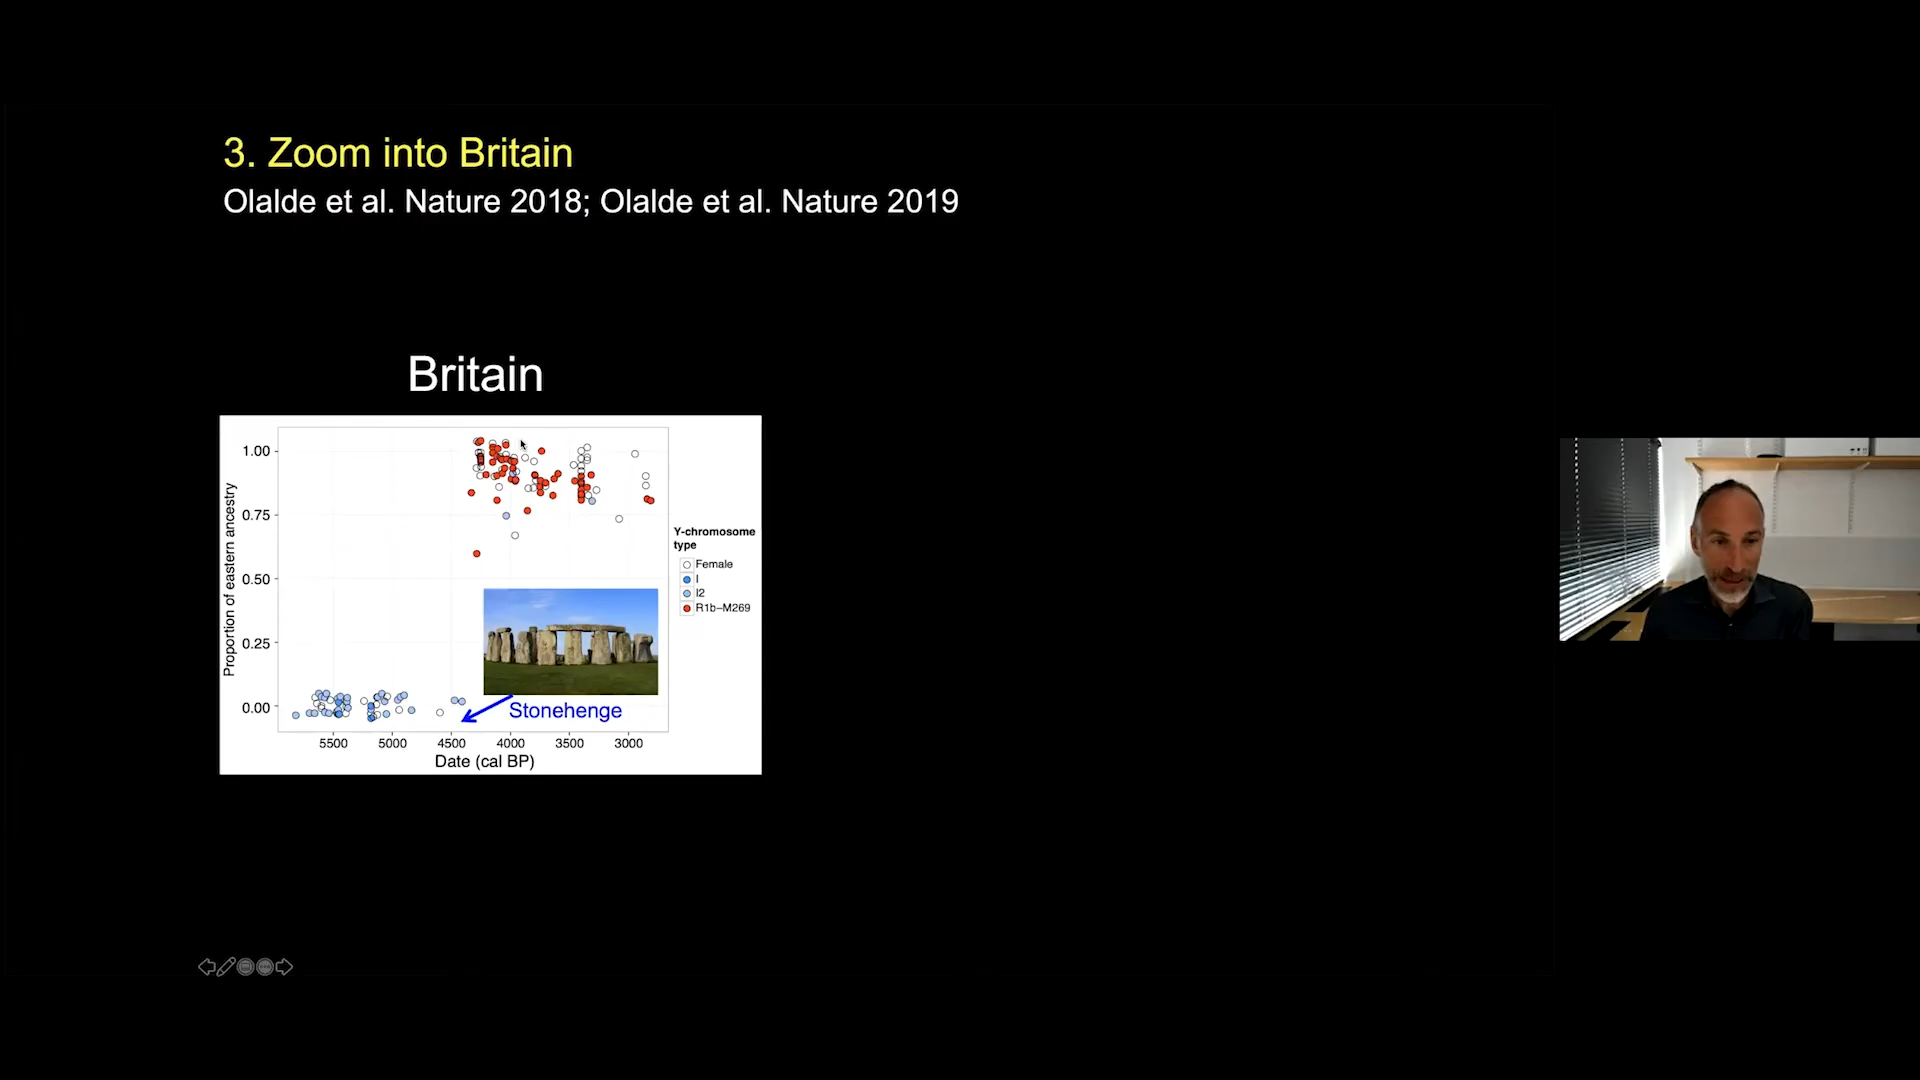 3. Zoom into Britain
Olalde et al. Nature 2018; Olalde et al. Nature 2019
Britain
Proportion of eastern ancestry
1.00
0.75
0.50
0.25
0.00
5500 5000 4500 4000 3500 3000
Date (cal BP)
Stonehenge
Y-chromosome
type
Female
I
I2
R1b–M269